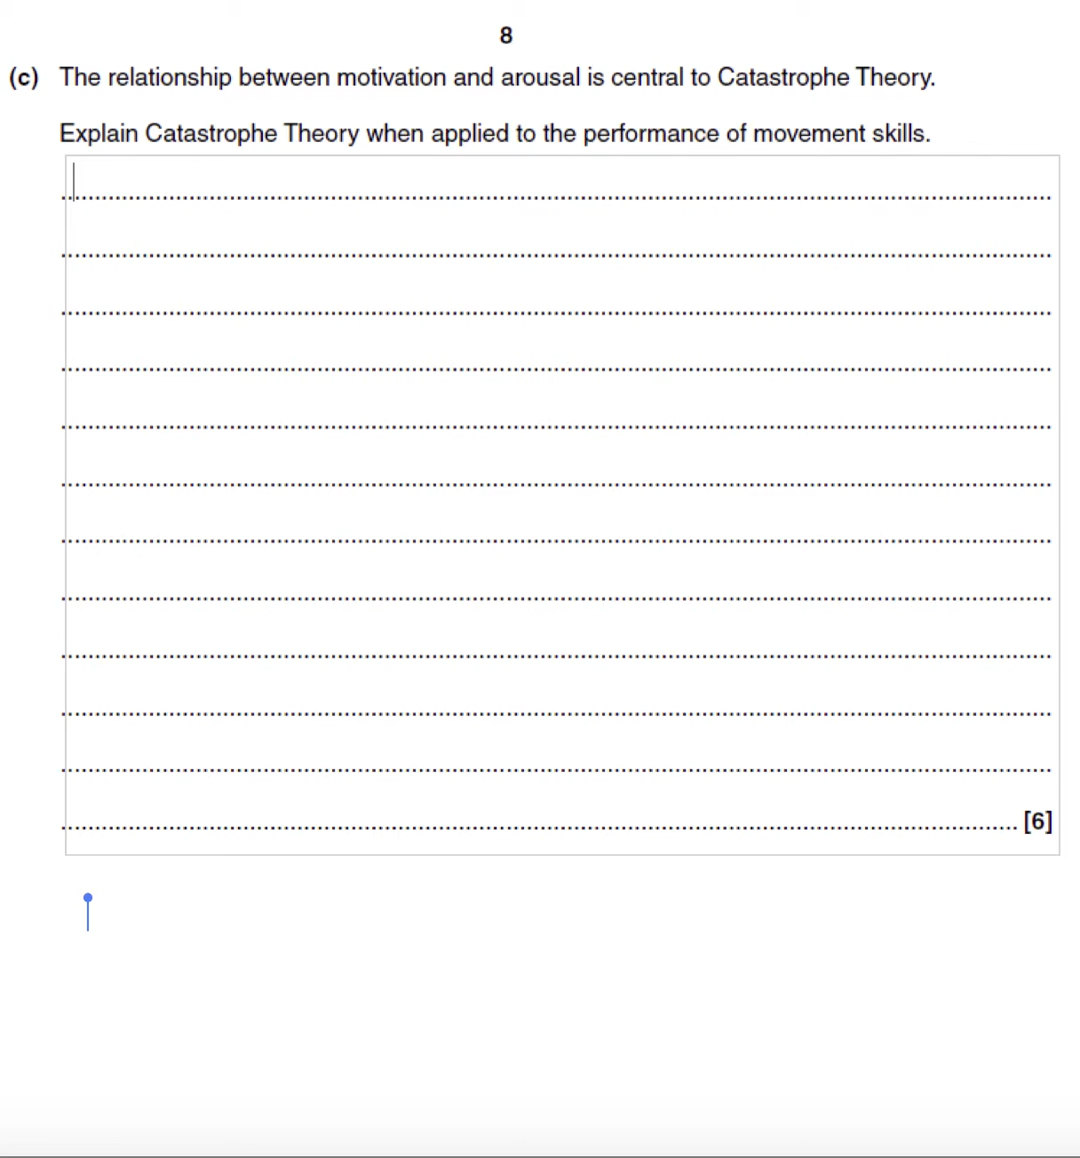 8
(c) The relationship between motivation and arousal is central to Catastrophe Theory.
Explain Catastrophe Theory when applied to the performance of movement skills.
[6]